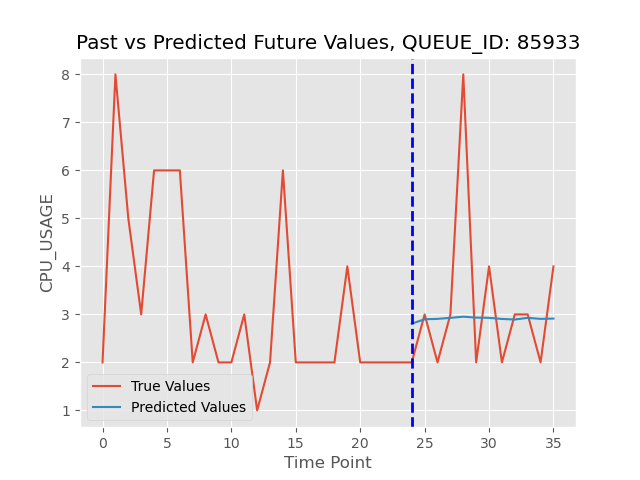 Past vs Predicted Future Values, QUEUE_ID: 85933
8
7
6
5
4
3
2
1
CPU_USAGE
True Values
Predicted Values
0 5 10 15 20 25 30 35
Time Point